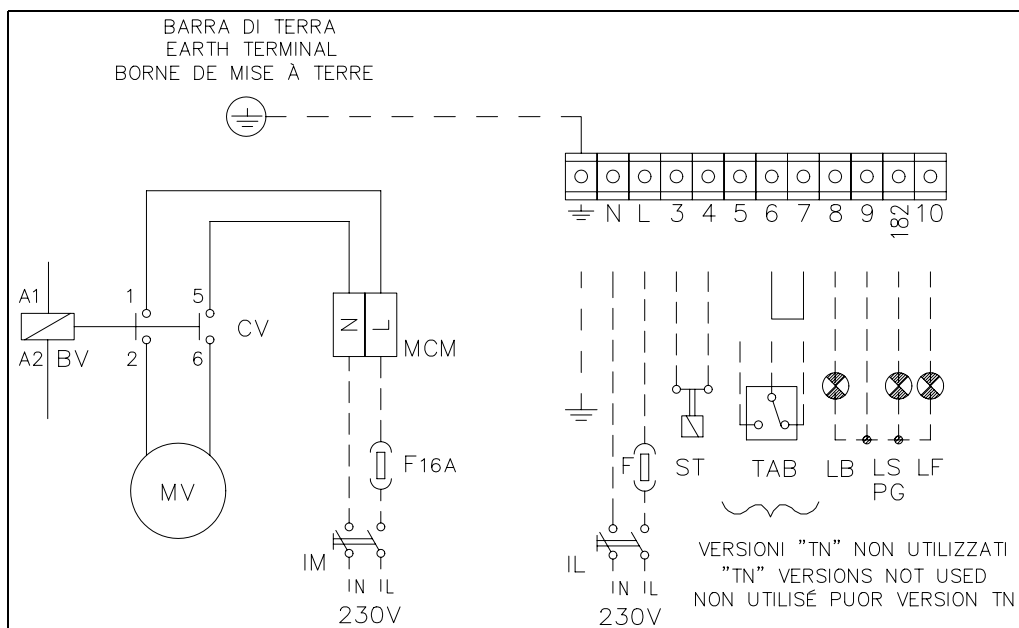 BARRA DI TERRA
EARTH TERMINAL
BORNE DE MISE À TERRE
N L 3 4 5 6 7 8 9 182 10
A1 1 5
CV
A2 BV 2 6
N L
MCM
MV
F16A
F ST TAB LB LS LF
PG
IM
IN IL
230V
IL
IN IL
230V
VERSIONI "TN" NON UTILIZZATI
"TN" VERSIONS NOT USED
NON UTILISÉ PUOR VERSION TN